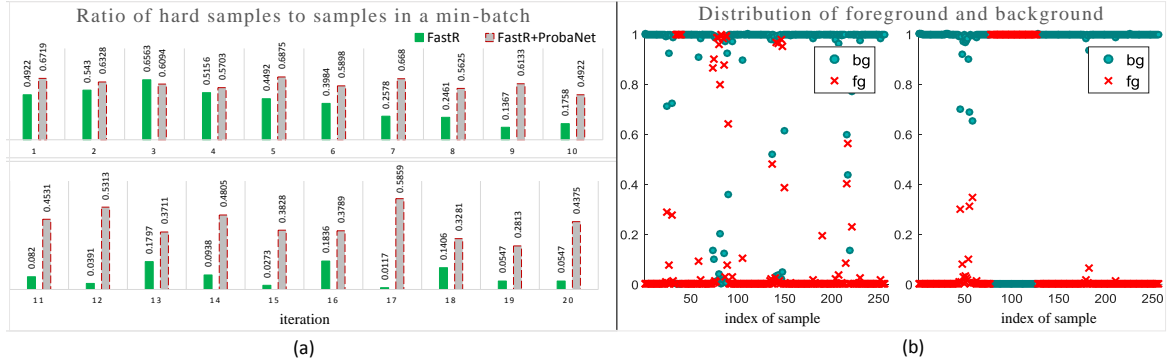 Ratio of hard samples to samples in a min-batch
FastR FastR+ProbaNet
0.4922 0.6719 0.543 0.6328 0.6563 0.6094 0.5156 0.5703 0.4492 0.6875 0.3984 0.5898 0.2578 0.668 0.2461 0.5625 0.1367 0.6133 0.1758 0.4922
1 2 3 4 5 6 7 8 9 10
0.082 0.4531 0.0391 0.5313 0.1797 0.3711 0.0938 0.4805 0.0273 0.3828 0.1836 0.3789 0.0117 0.5859 0.1406 0.3281 0.0547 0.2813 0.0547 0.4375
11 12 13 14 15 16 17 18 19 20
iteration
(a)
Distribution of foreground and background
1
0.8
0.6
0.4
0.2
0
50 100 150 200 250
index of sample
bg
fg
1
0.8
0.6
0.4
0.2
0
50 100 150 200 250
index of sample
bg
fg
(b)